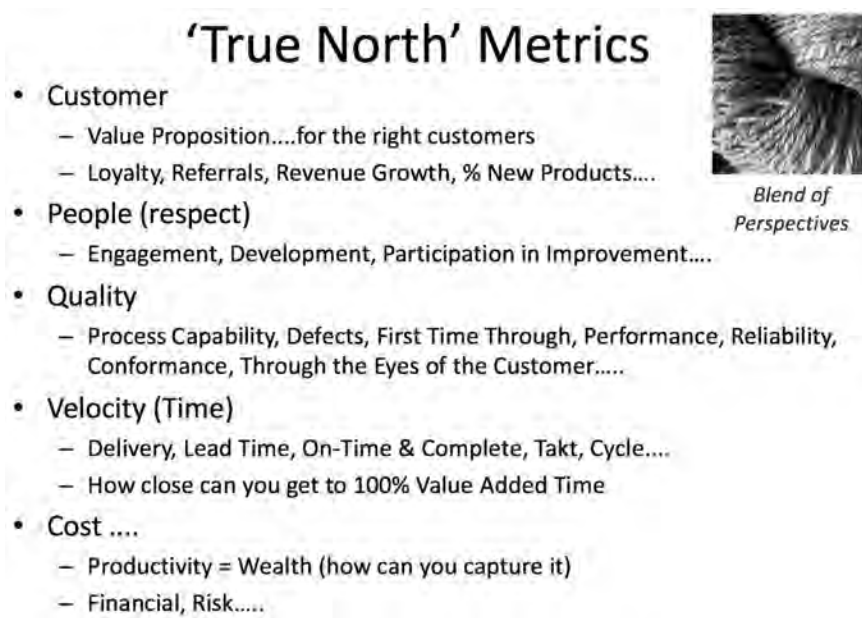 ‘True North’ Metrics
• Customer
– Value Proposition....for the right customers
– Loyalty, Referrals, Revenue Growth, % New Products....
Blend of
Perspectives
• People (respect)
– Engagement, Development, Participation in Improvement....
• Quality
– Process Capability, Defects, First Time Through, Performance, Reliability,
Conformance, Through the Eyes of the Customer.....
• Velocity (Time)
– Delivery, Lead Time, On-Time & Complete, Takt, Cycle....
– How close can you get to 100% Value Added Time
• Cost ....
– Productivity = Wealth (how can you capture it)
– Financial, Risk.....